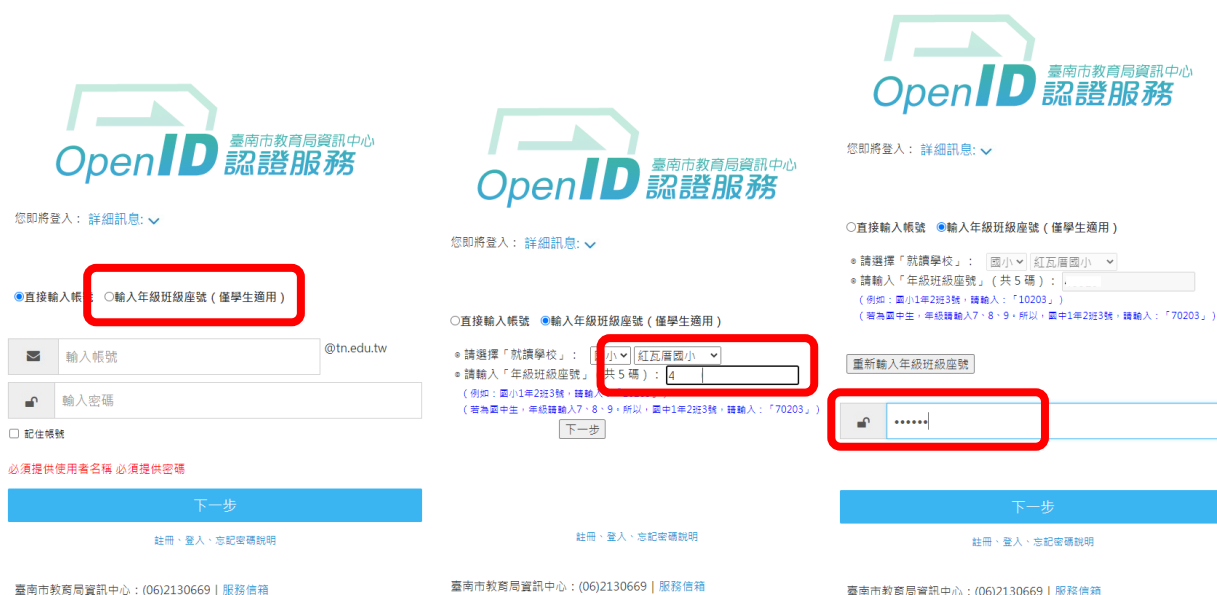 OpenID 臺南市教育局資訊中心
認證服務
您即將登入： 詳細訊息:
直接輸入帳號 輸入年級班級座號 ( 僅學生適用 )
輸入帳號 @tn.edu.tw
輸入密碼
記住帳號
必須提供使用者名稱 必須提供密碼
下一步
註冊、登入、忘記密碼說明
臺南市教育局資訊中心：(06)2130669 | 服務信箱
OpenID 臺南市教育局資訊中心
認證服務
您即將登入： 詳細訊息:
直接輸入帳號 輸入年級班級座號 ( 僅學生適用 )
請選擇「就讀學校」： 小 紅瓦厝國小
請輸入「年級班級座號」 共 5 碼 ) : 4
( 例如：國小1年2班3號，請輸入
( 若為國中生，年級請輸入7、8、9。所以，國中1年2班3號，請輸入：「70203」 )
下一步
註冊、登入、忘記密碼說明
臺南市教育局資訊中心：(06)2130669 | 服務信箱
OpenID 臺南市教育局資訊中心
認證服務
您即將登入： 詳細訊息:
直接輸入帳號 輸入年級班級座號 ( 僅學生適用 )
請選擇「就讀學校」： 國小 紅瓦厝國小
請輸入「年級班級座號」 ( 共 5 碼 ) :
( 例如：國小1年2班3號，請輸入：「10203」 )
( 若為國中生，年級請輸入7、8、9。所以，國中1年2班3號，請輸入：「70203」 )
重新輸入年級班級座號
••••••
下一步
註冊、登入、忘記密碼說明
臺南市教育局資訊中心：(06)2130669 | 服務信箱